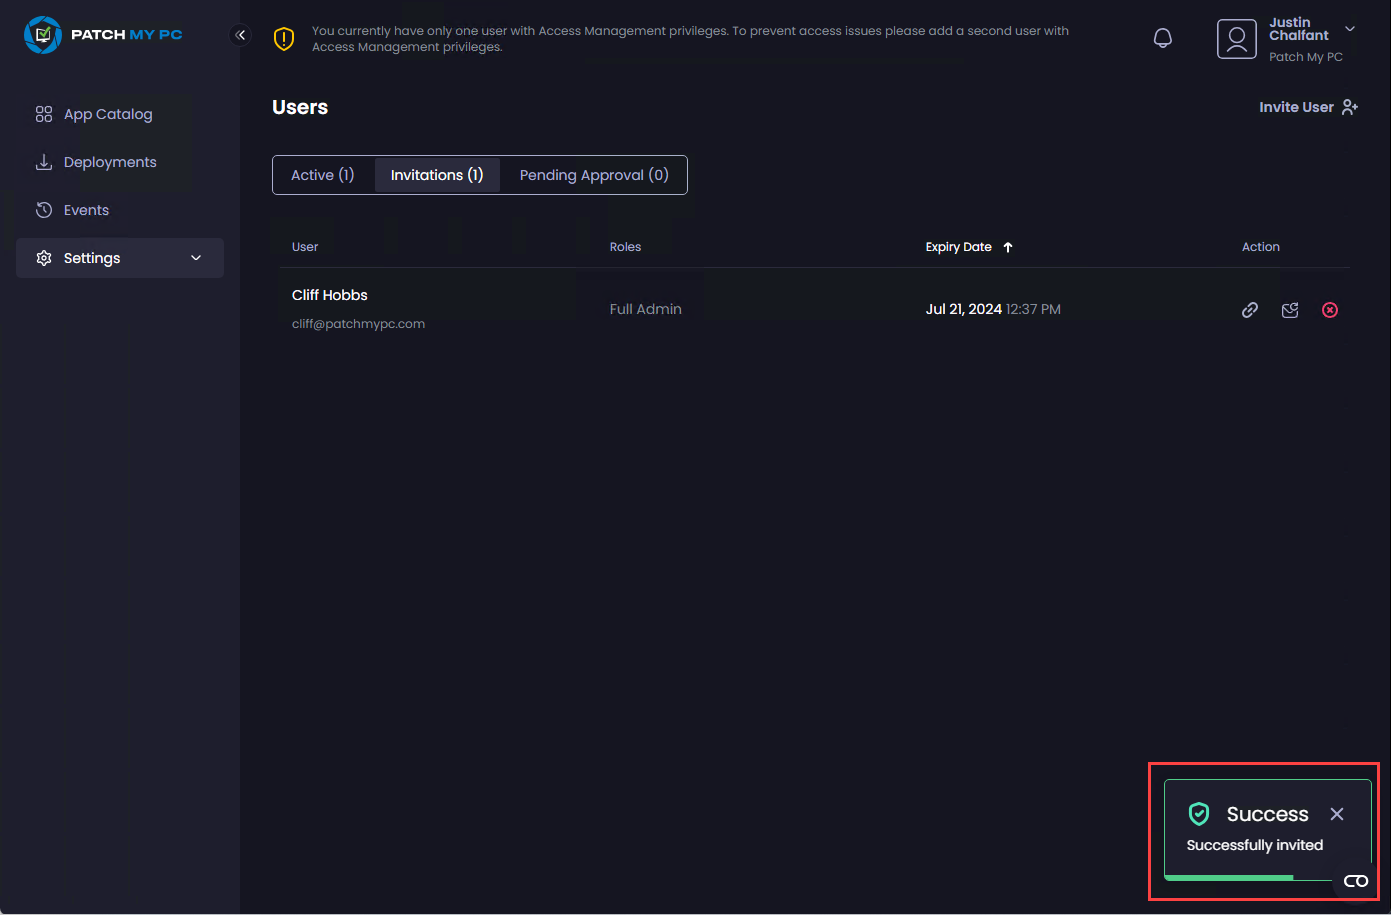 PATCH MY PC
You currently have only one user with Access Management privileges. To prevent access issues please add a second user with
Access Management privileges.
Justin
Chalfant
Patch My PC
App Catalog
Deployments
Events
Settings
Users
Invite User
Active (1)
Invitations (1)
Pending Approval (0)
User
Roles
Expiry Date
Action
Cliff Hobbs
cliff@patchmypc.com
Full Admin
Jul 21, 2024 12:37 PM
Success
Successfully invited